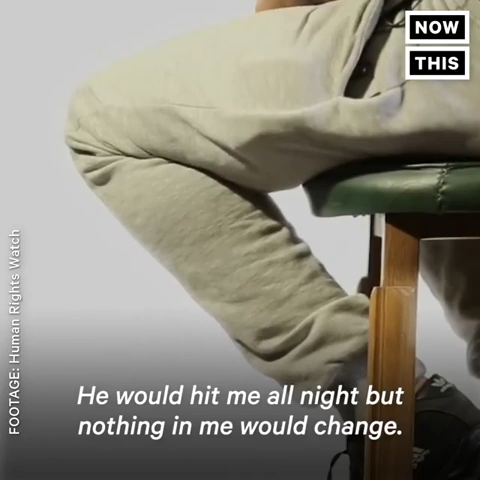 NOW
THIS
FOOTAGE: Human Rights Watch
He would hit me all night but
nothing in me would change.